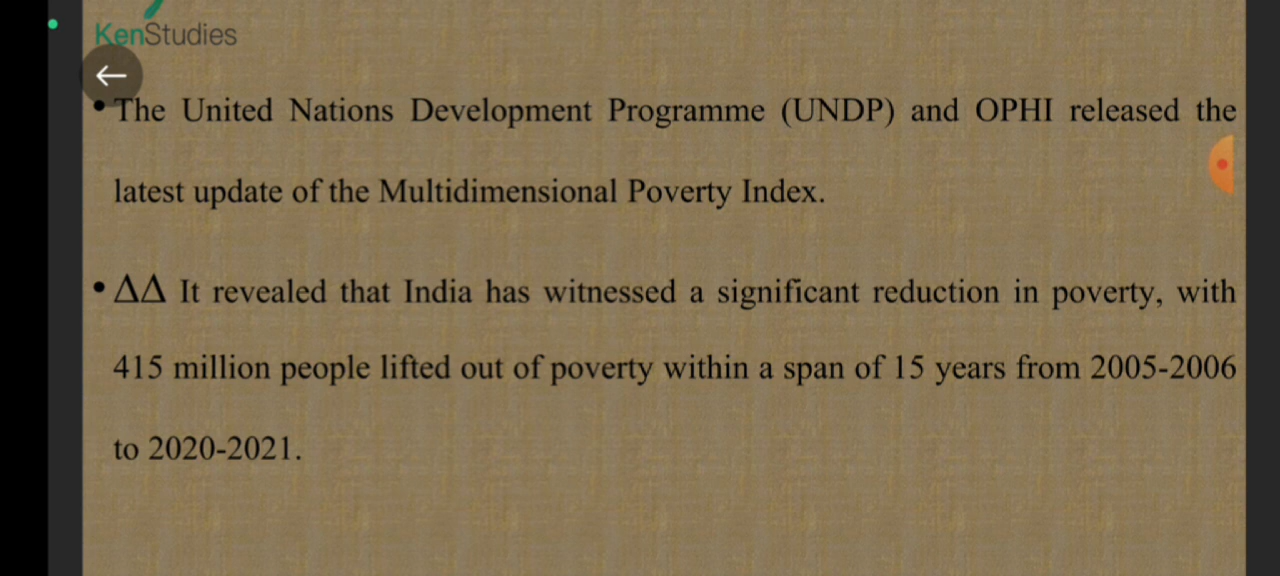 KenStudies
• The United Nations Development Programme (UNDP) and OPHI released the
latest update of the Multidimensional Poverty Index.
• ΔΔ It revealed that India has witnessed a significant reduction in poverty, with
415 million people lifted out of poverty within a span of 15 years from 2005-2006
to 2020-2021.